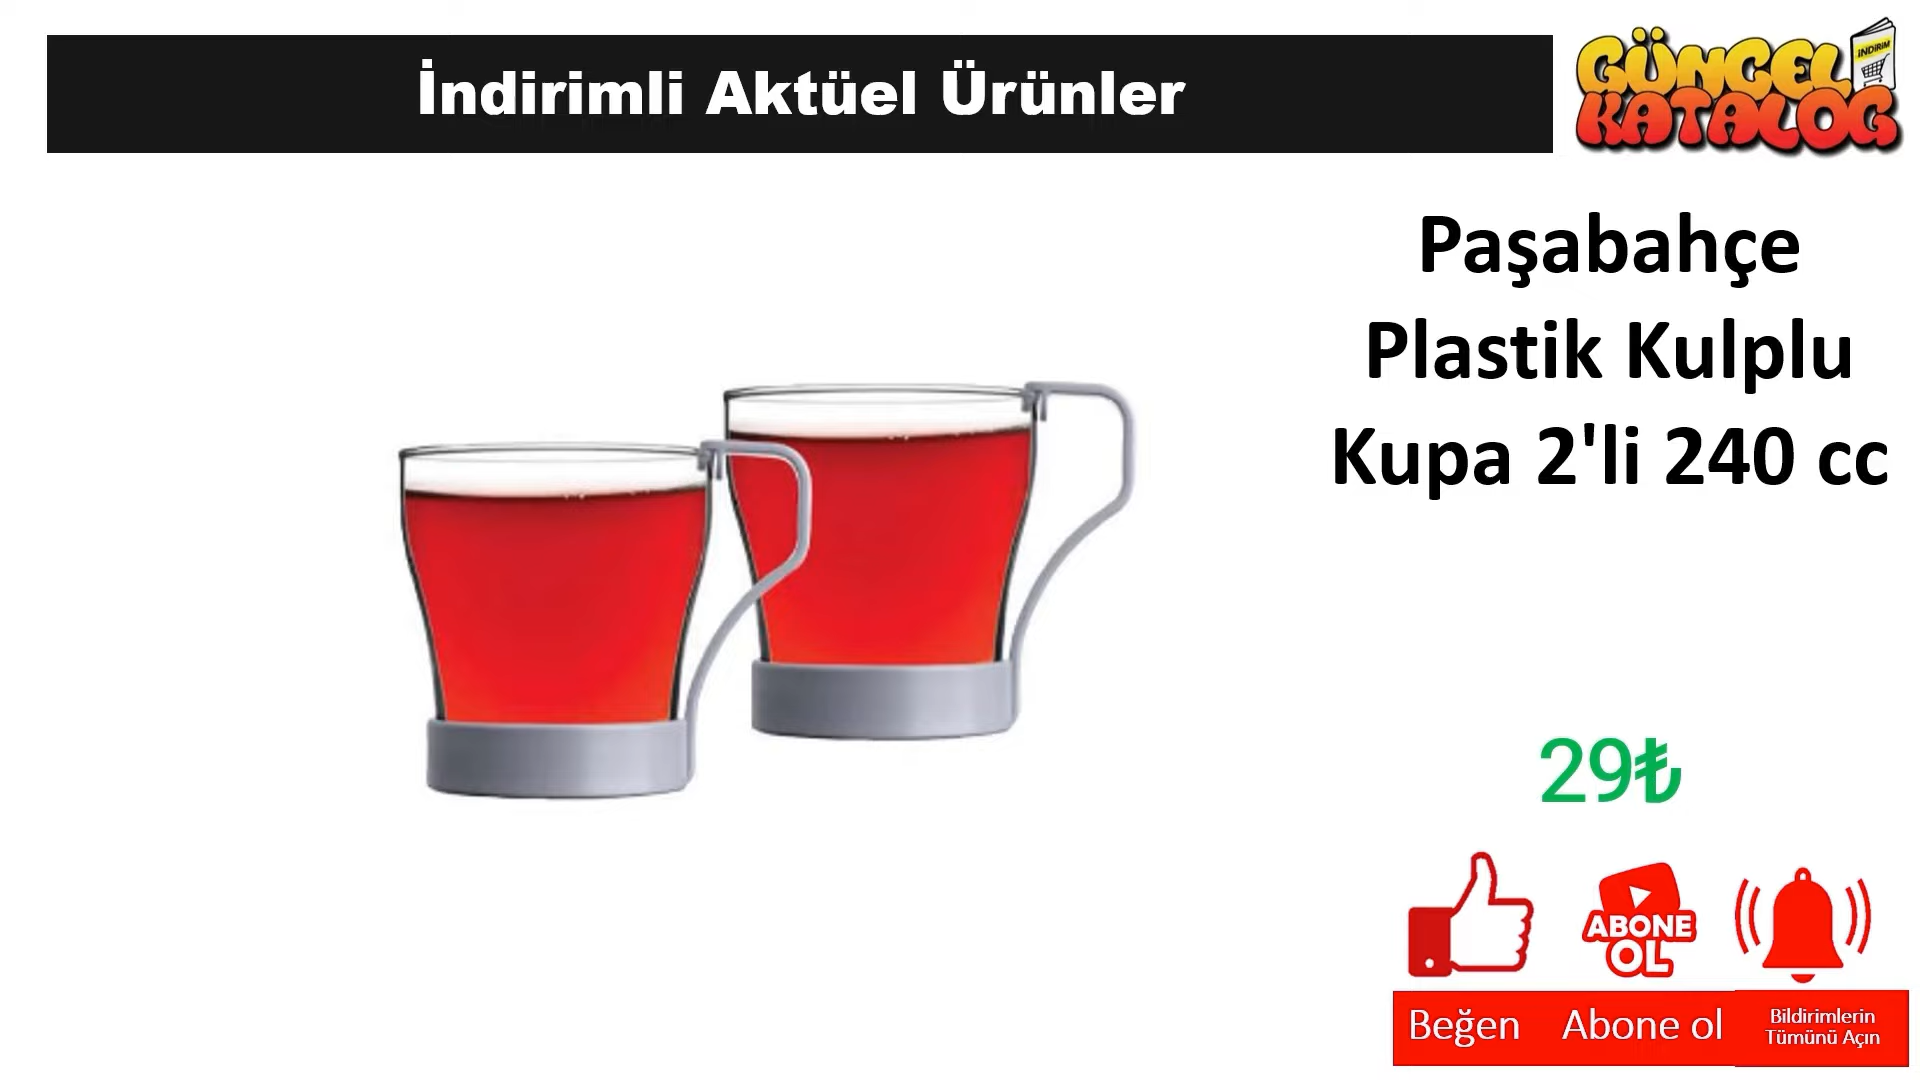 İndirimli Aktüel Ürünler
GÜNCEL
KATALOG
İNDİRİM
Paşabahçe
Plastik Kulplu
Kupa 2'li 240 cc
29₺
ABONE
OL
Beğen
Abone ol
Bildirimlerin
Tümünü Açın